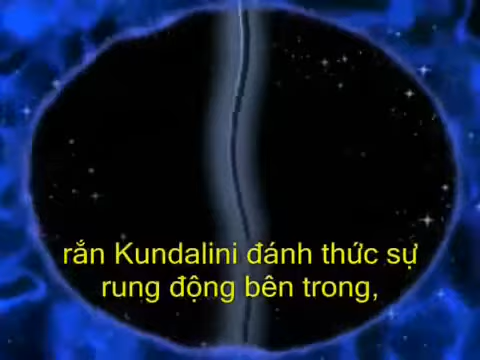 rắn Kundalini đánh thức sự
rung động bên trong,